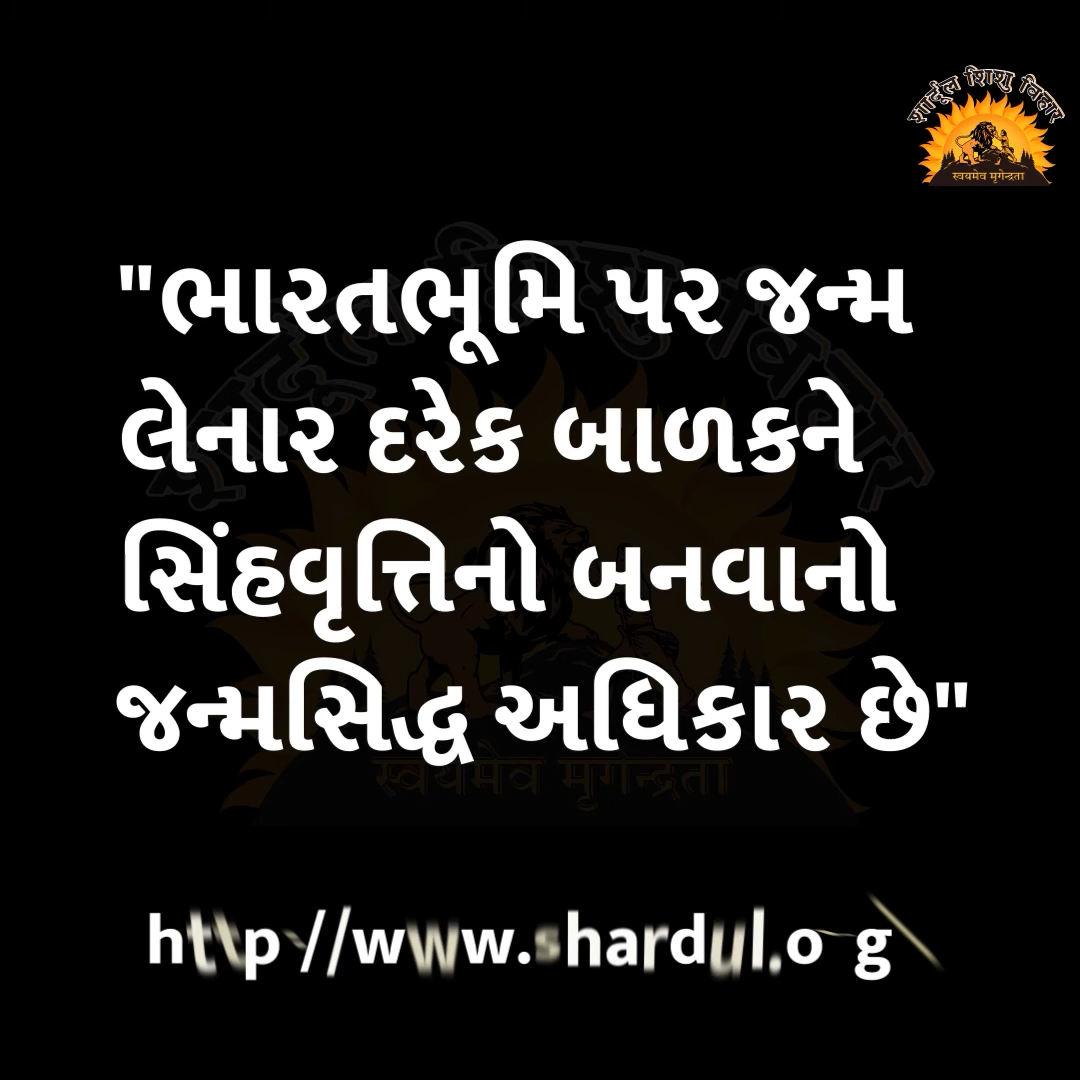 शार्दूल शिशु विहार
स्वयमेव मृगेन्द्रता
"ભારતભૂમિ પર જન્મ
લેનાર દરેક બાળકને
સિંહવૃત્તિનો બનવાનો
જન્મસિદ્ધ અધિકાર છે"